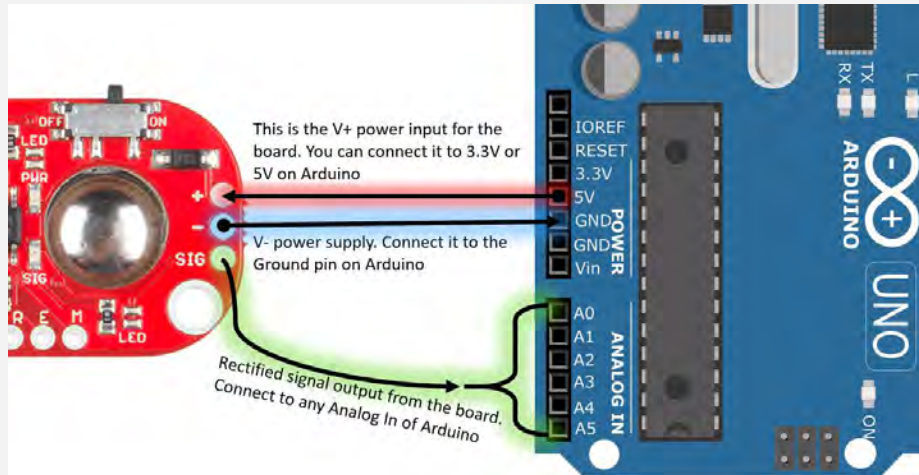 OFF
ON
LED
PWR
+
-
SIG
SIG
R E M
LED
This is the V+ power input for the
board. You can connect it to 3.3V or
5V on Arduino
V- power supply. Connect it to the
Ground pin on Arduino
Rectified signal output from the board.
Connect to any Analog In of Arduino
IOREF
RESET
3.3V
5V
GND
GND
Vin
POWER
A0
A1
A2
A3
A4
A5
ANALOG IN
RX
TX
L
ARDUINO
UNO
ON